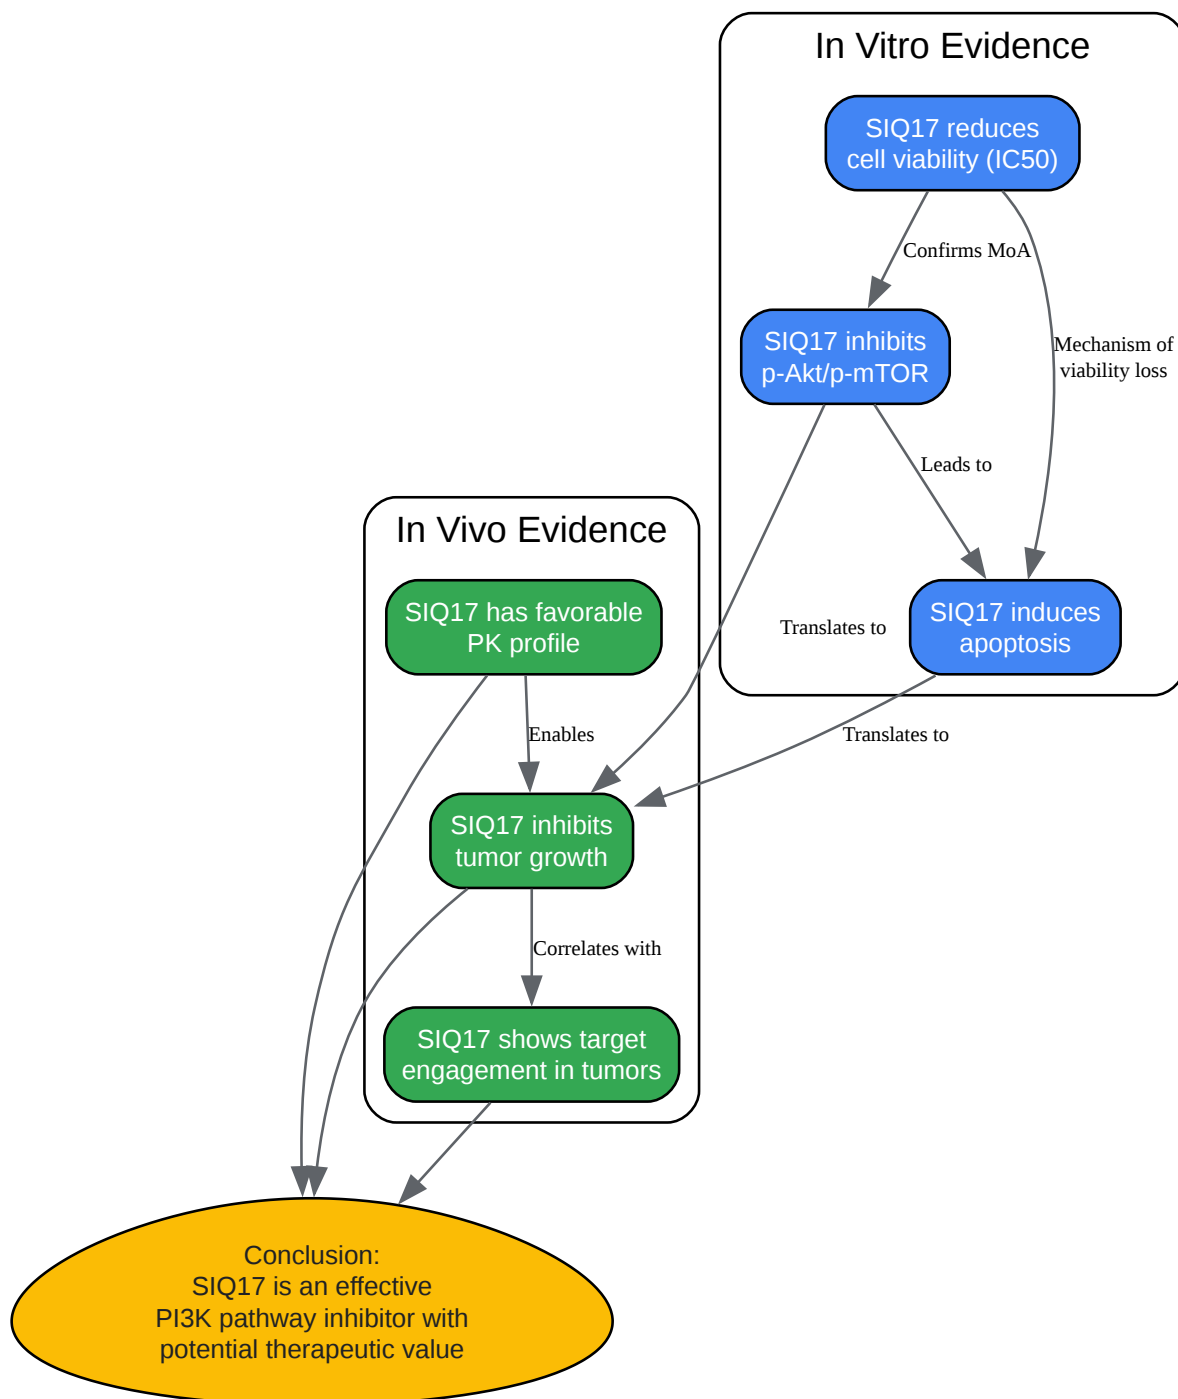 In Vitro Evidence
SIQ17 reduces
cell viability (IC50)
Confirms MoA
SIQ17 inhibits
p-Akt/p-mTOR
Mechanism of
viability loss
Leads to
In Vivo Evidence
SIQ17 has favorable
PK profile
Translates to
SIQ17 induces
apoptosis
Enables
Translates to
SIQ17 inhibits
tumor growth
Correlates with
SIQ17 shows target
engagement in tumors
Conclusion:
SIQ17 is an effective
PI3K pathway inhibitor with
potential therapeutic value